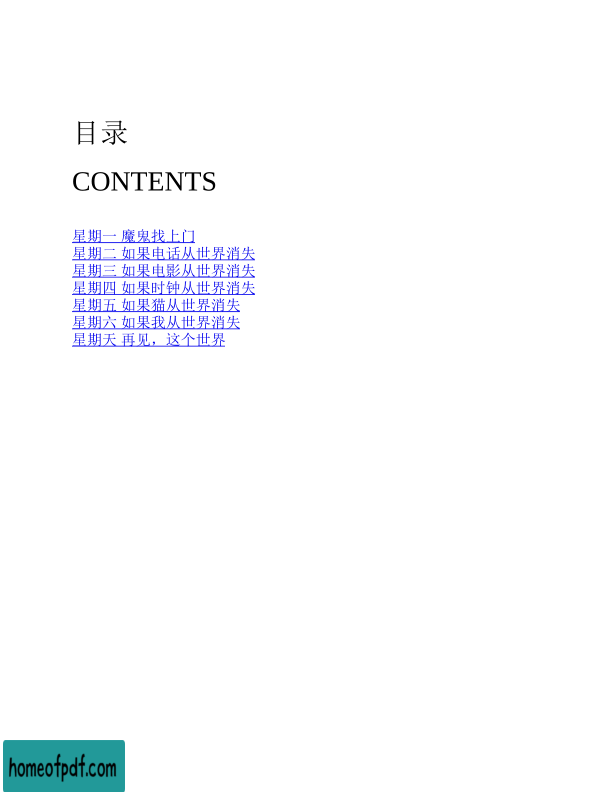 目录
CONTENTS
星期一 魔鬼找上门
星期二 如果电话从世界消失
星期三 如果电影从世界消失
星期四 如果时钟从世界消失
星期五 如果猫从世界消失
星期六 如果我从世界消失
星期天 再见，这个世界
homeofpdf.com